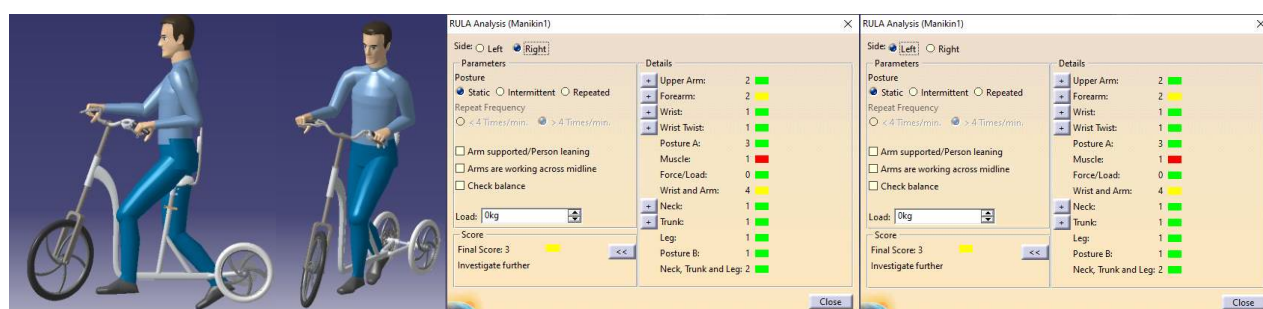 RULA Analysis (Manikin1)
Side: Left Right
Parameters
Posture
Static Intermittent Repeated
Repeat Frequency
< 4 Times/min. > 4 Times/min.
Arm supported/Person leaning
Arms are working across midline
Check balance
Load: 0kg
Score
Final Score: 3
Investigate further
<<
Details
+ Upper Arm: 2
+ Forearm: 2
+ Wrist: 1
+ Wrist Twist: 1
Posture A: 3
Muscle: 1
Force/Load: 0
Wrist and Arm: 4
+ Neck: 1
+ Trunk: 1
Leg: 1
Posture B: 1
Neck, Trunk and Leg: 2
Close
RULA Analysis (Manikin1)
Side: Left Right
Parameters
Posture
Static Intermittent Repeated
Repeat Frequency
< 4 Times/min. > 4 Times/min.
Arm supported/Person leaning
Arms are working across midline
Check balance
Load: 0kg
Score
Final Score: 3
Investigate further
<<
Details
+ Upper Arm: 2
+ Forearm: 2
+ Wrist: 1
+ Wrist Twist: 1
Posture A: 3
Muscle: 1
Force/Load: 0
Wrist and Arm: 4
+ Neck: 1
+ Trunk: 1
Leg: 1
Posture B: 1
Neck, Trunk and Leg: 2
Close